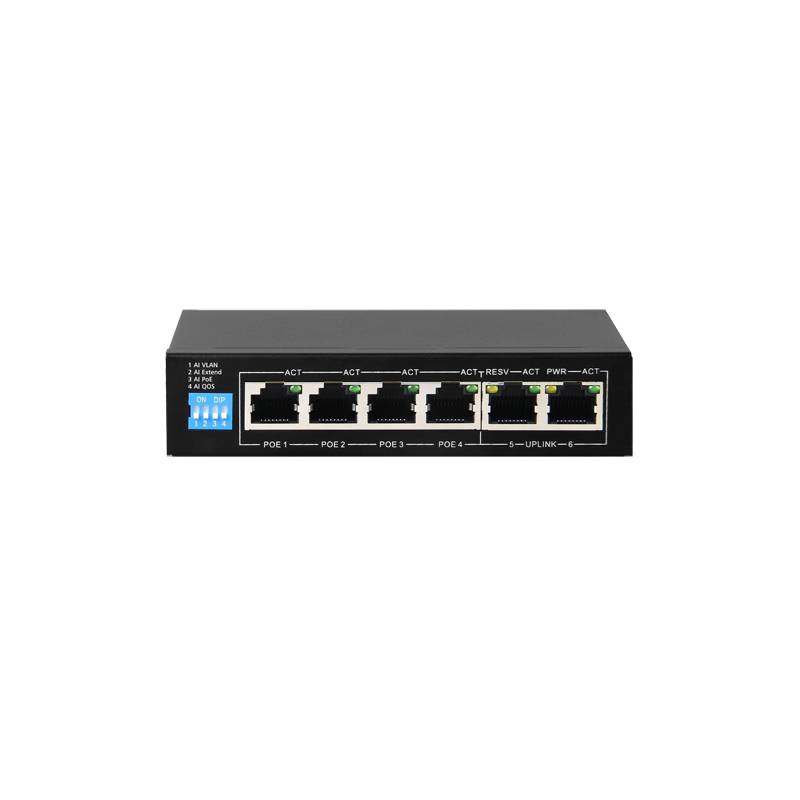 1 AI VLAN
2 AI Extend
3 AI PoE
4 AI QOS
ON DIP
1 2 3 4
ACT ACT ACT ACT RESV ACT PWR ACT
POE 1 POE 2 POE 3 POE 4 5 UPLINK 6